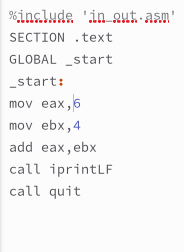 %include 'in_out.asm'
SECTION .text
GLOBAL _start
_start:
mov eax,6
mov ebx,4
add eax,ebx
call iprintLF
call quit